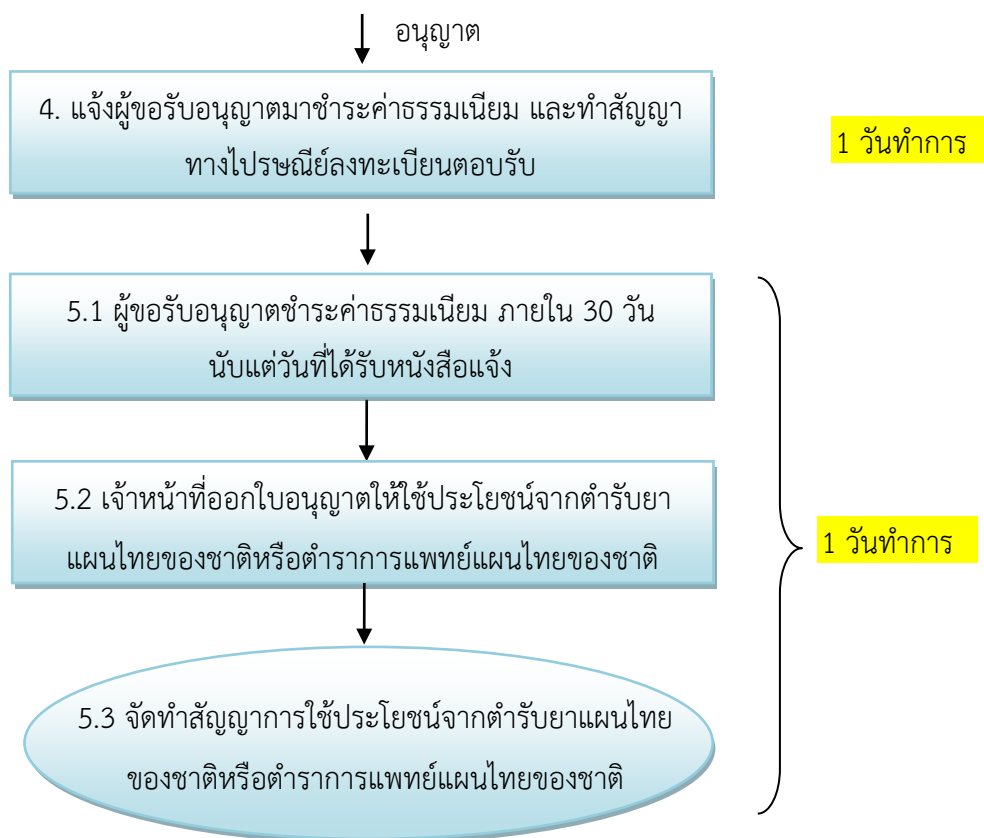 อนุญาต
4. แจ้งผู้ขอรับอนุญาตมาชำระค่าธรรมเนียม และทำสัญญา
ทางไปรษณีย์ลงทะเบียนตอบรับ
1 วันทำการ
5.1 ผู้ขอรับอนุญาตชำระค่าธรรมเนียม ภายใน 30 วัน
นับแต่วันที่ได้รับหนังสือแจ้ง
5.2 เจ้าหน้าที่ออกใบอนุญาตให้ใช้ประโยชน์จากตำรับยา
แผนไทยของชาติหรือตำราการแพทย์แผนไทยของชาติ
1 วันทำการ
5.3 จัดทำสัญญาการใช้ประโยชน์จากตำรับยาแผนไทย
ของชาติหรือตำราการแพทย์แผนไทยของชาติ